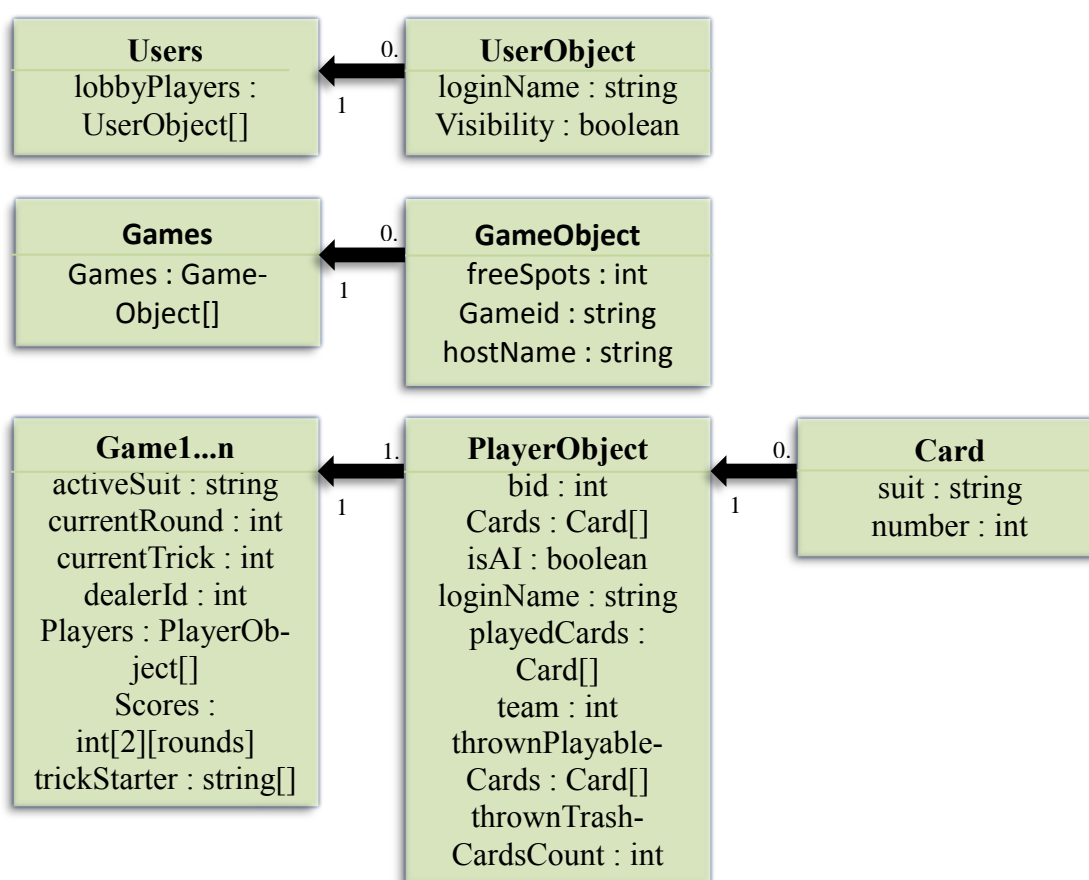 Users
lobbyPlayers :
UserObject[]
0.
1
UserObject
loginName : string
Visibility : boolean
Games
Games : Game-
Object[]
0.
1
GameObject
freeSpots : int
Gameid : string
hostName : string
Game1...n
activeSuit : string
currentRound : int
currentTrick : int
dealerId : int
Players : PlayerOb-
ject[]
Scores :
int[2][rounds]
trickStarter : string[]
1.
1
PlayerObject
bid : int
Cards : Card[]
isAI : boolean
loginName : string
playedCards :
Card[]
team : int
thrownPlayable-
Cards : Card[]
thrownTrash-
CardsCount : int
0.
1
Card
suit : string
number : int